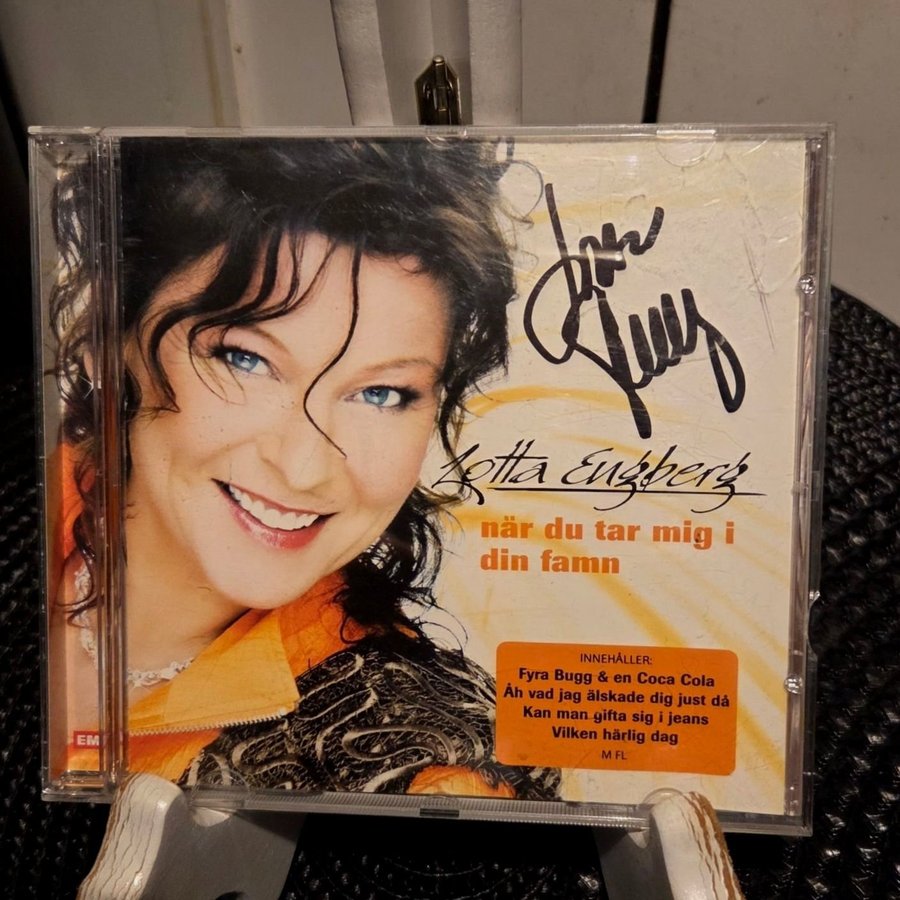 Lotta Engberg
när du tar mig i
din famn
INNEHÅLLER:
Fyra Bugg & en Coca Cola
Åh vad jag älskade dig just då
Kan man gifta sig i jeans
Vilken härlig dag
M FL
EM